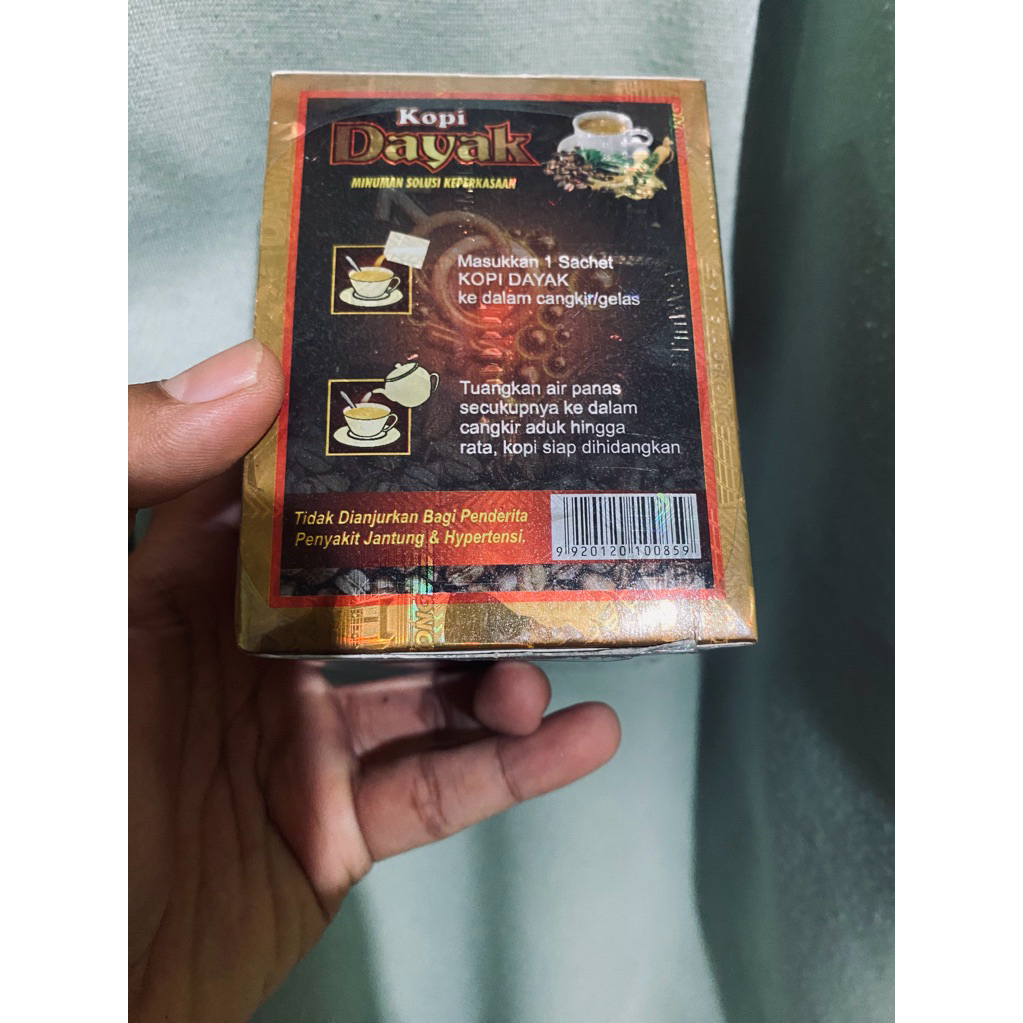 Kopi
Dayak
MINUMAN SOLUSI KEPERKASAAN
Masukkan 1 Sachet
KOPI DAYAK
ke dalam cangkir/gelas
Tuangkan air panas
secukupnya ke dalam
cangkir aduk hingga
rata, kopi siap dihidangkan
Tidak Dianjurkan Bagi Penderita
Penyakit Jantung & Hypertensi.
9 920120 100859